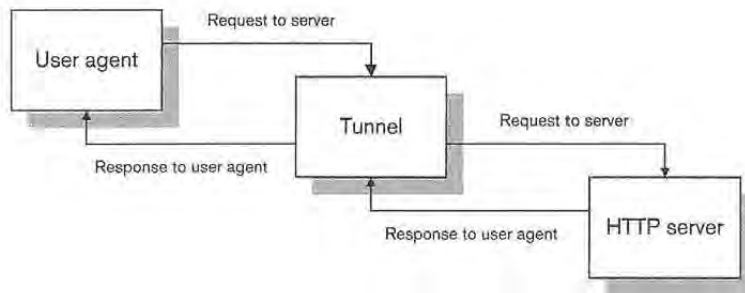 Request to server
User agent
Tunnel
Request to server
Response to user agent
HTTP server
Response to user agent